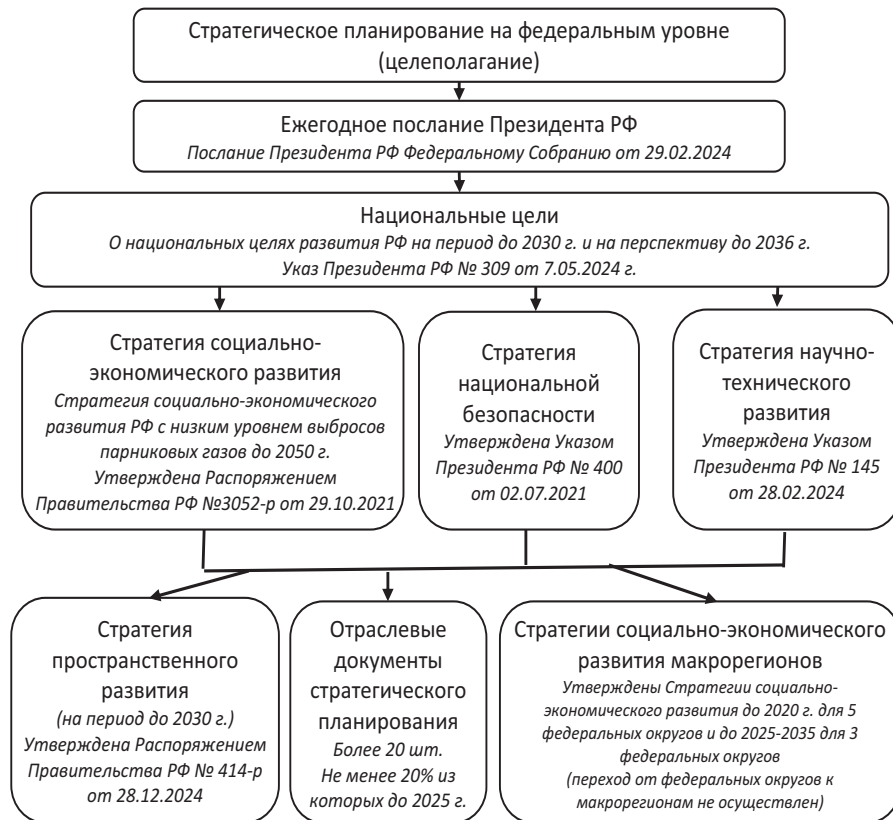 Стратегическое планирование на федеральным уровне
(целеполагание)
Ежегодное послание Президента РФ
Послание Президента РФ Федеральному Собранию от 29.02.2024
Национальные цели
О национальных целях развития РФ на период до 2030 г. и на перспективу до 2036 г.
Указ Президента РФ № 309 от 7.05.2024 г.
Стратегия социально-
экономического развития
Стратегия социально-экономического
развития РФ с низким уровнем выбросов
парниковых газов до 2050 г.
Утверждена Распоряжением
Правительства РФ №3052-р от 29.10.2021
Стратегия
национальной
безопасности
Утверждена Указом
Президента РФ № 400
от 02.07.2021
Стратегия научно-
технического
развития
Утверждена Указом
Президента РФ № 145
от 28.02.2024
Стратегия
пространственного
развития
(на период до 2030 г.)
Утверждена Распоряжением
Правительства РФ № 414-р
от 28.12.2024
Отраслевые
документы
стратегического
планирования
Более 20 шт.
Не менее 20% из
которых до 2025 г.
Стратегии социально-экономического
развития макрорегионов
Утверждены Стратегии социально-
экономического развития до 2020 г. для 5
федеральных округов и до 2025-2035 для 3
федеральных округов
(переход от федеральных округов к
макрорегионам не осуществлен)